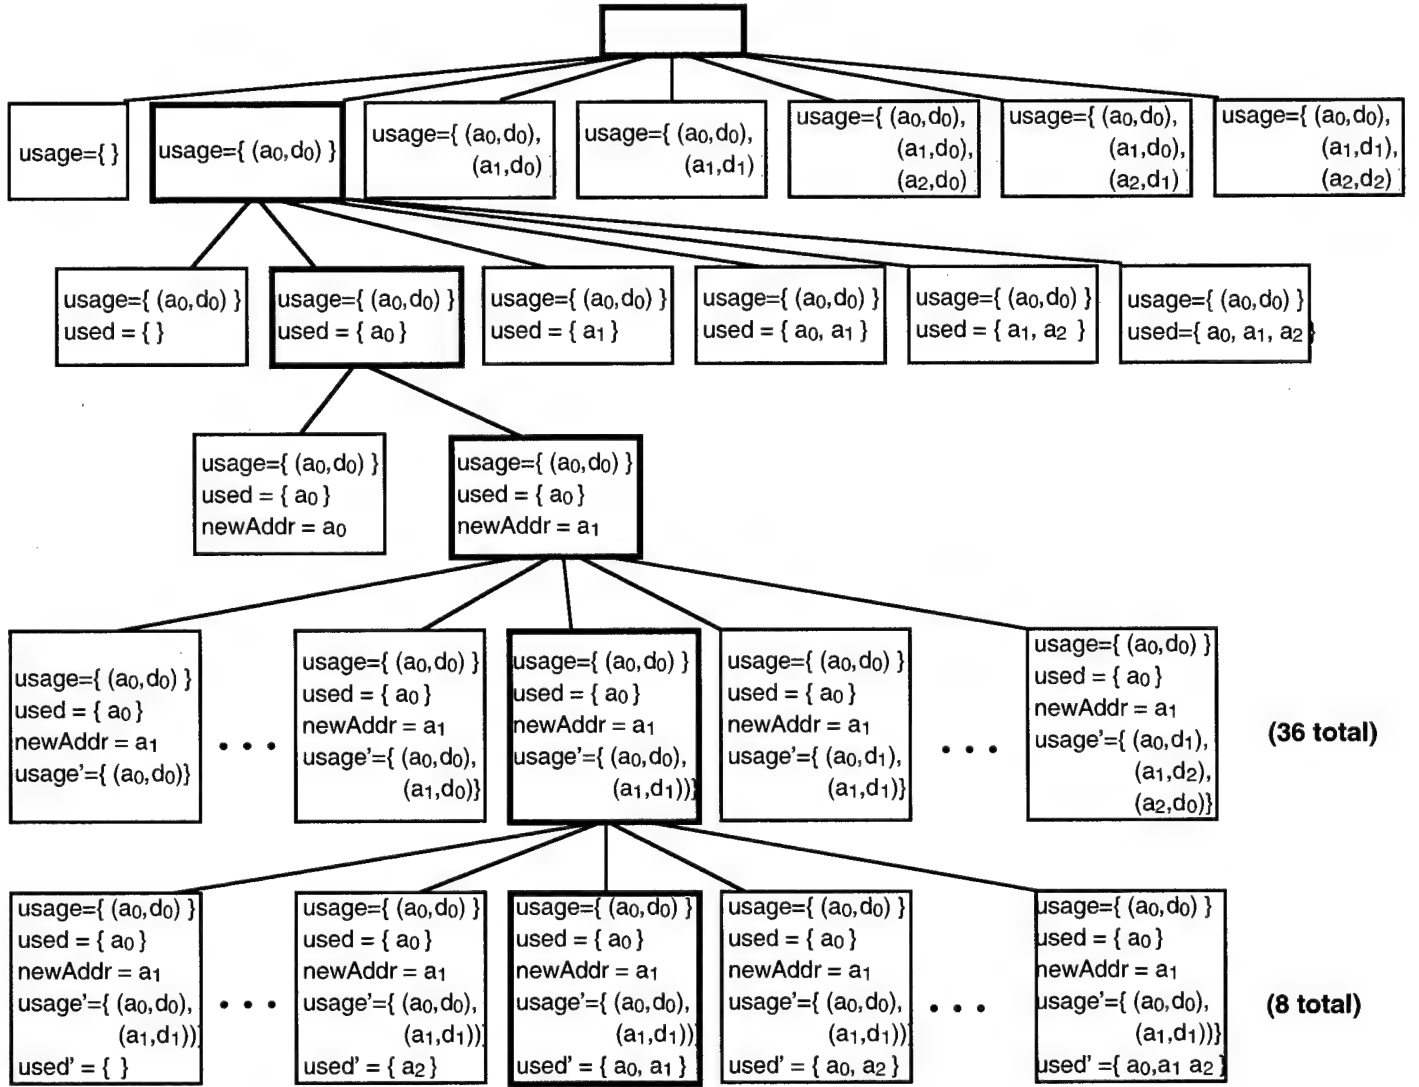 usage={ }
usage={ (a0,d0) }
usage={ (a0,d0),
(a1,d0)
usage={ (a0,d0),
(a1,d1)
usage={ (a0,d0),
(a1,d0),
(a2,d0)
usage={ (a0,d0),
(a1,d0),
(a2,d1)
usage={ (a0,d0),
(a1,d1),
(a2,d2)
usage={ (a0,d0) }
used = { }
usage={ (a0,d0) }
used = { a0 }
usage={ (a0,d0) }
used = { a1 }
usage={ (a0,d0) }
used = { a0, a1 }
usage={ (a0,d0) }
used = { a1, a2 }
usage={ (a0,d0) }
used={ a0, a1, a2 }
usage={ (a0,d0) }
used = { a0 }
newAddr = a0
usage={ (a0,d0) }
used = { a0 }
newAddr = a1
usage={ (a0,d0) }
used = { a0 }
newAddr = a1
usage'={ (a0,d0)}
• • •
usage={ (a0,d0) }
used = { a0 }
newAddr = a1
usage'={ (a0,d0),
(a1,d0)}
usage={ (a0,d0) }
used = { a0 }
newAddr = a1
usage'={ (a0,d0),
(a1,d1))}
usage={ (a0,d0) }
used = { a0 }
newAddr = a1
usage'={ (a0,d1),
(a1,d1)}
• • •
usage={ (a0,d0) }
used = { a0 }
newAddr = a1
usage'={ (a0,d1),
(a1,d2),
(a2,d0)}
(36 total)
usage={ (a0,d0) }
used = { a0 }
newAddr = a1
usage'={ (a0,d0),
(a1,d1))}
used' = { }
• • •
usage={ (a0,d0) }
used = { a0 }
newAddr = a1
usage'={ (a0,d0),
(a1,d1))}
used' = { a2 }
usage={ (a0,d0) }
used = { a0 }
newAddr = a1
usage'={ (a0,d0),
(a1,d1))}
used' = { a0, a1 }
usage={ (a0,d0) }
used = { a0 }
newAddr = a1
usage'={ (a0,d0),
(a1,d1))
used' = { a0, a2 }
• • •
usage={ (a0,d0) }
used = { a0 }
newAddr = a1
usage'={ (a0,d0),
(a1,d1))}
used' ={ a0,a1 a2 }
(8 total)